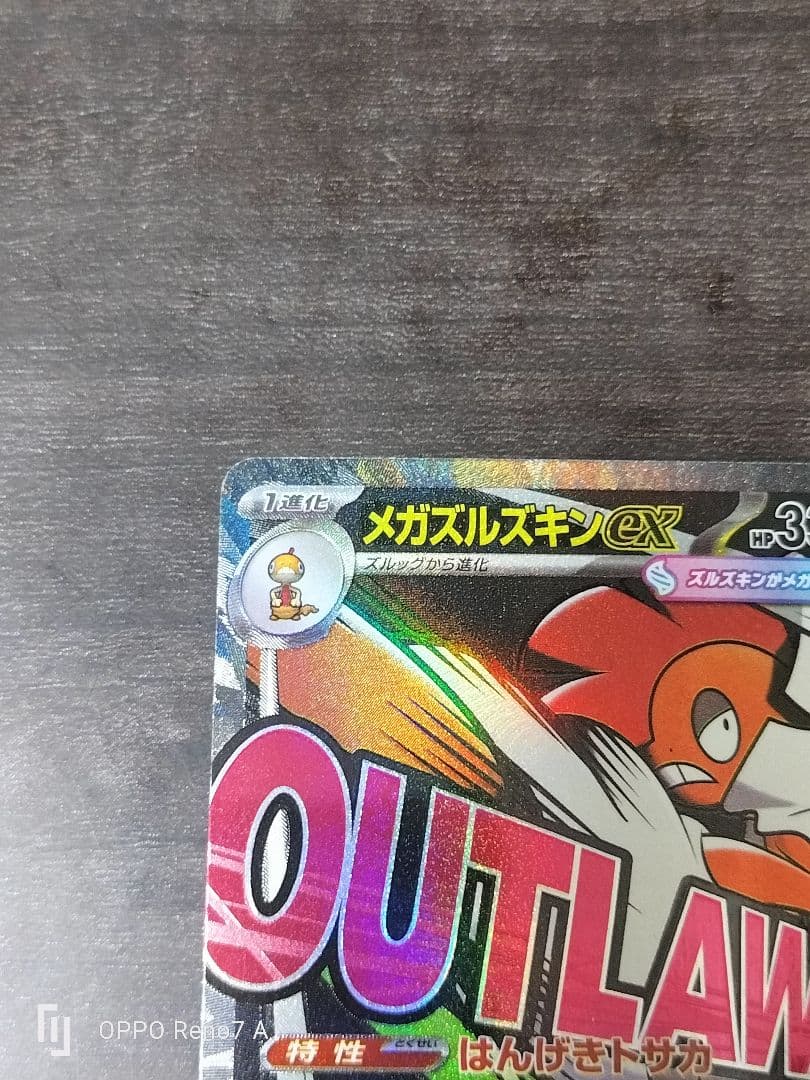 1進化
メガズルズキンex
HP33
ズルッグから進化
ズルズキンがメガ
OUTLAW
特性
とくせい
はんげきトサカ
OPPO Reno7 A